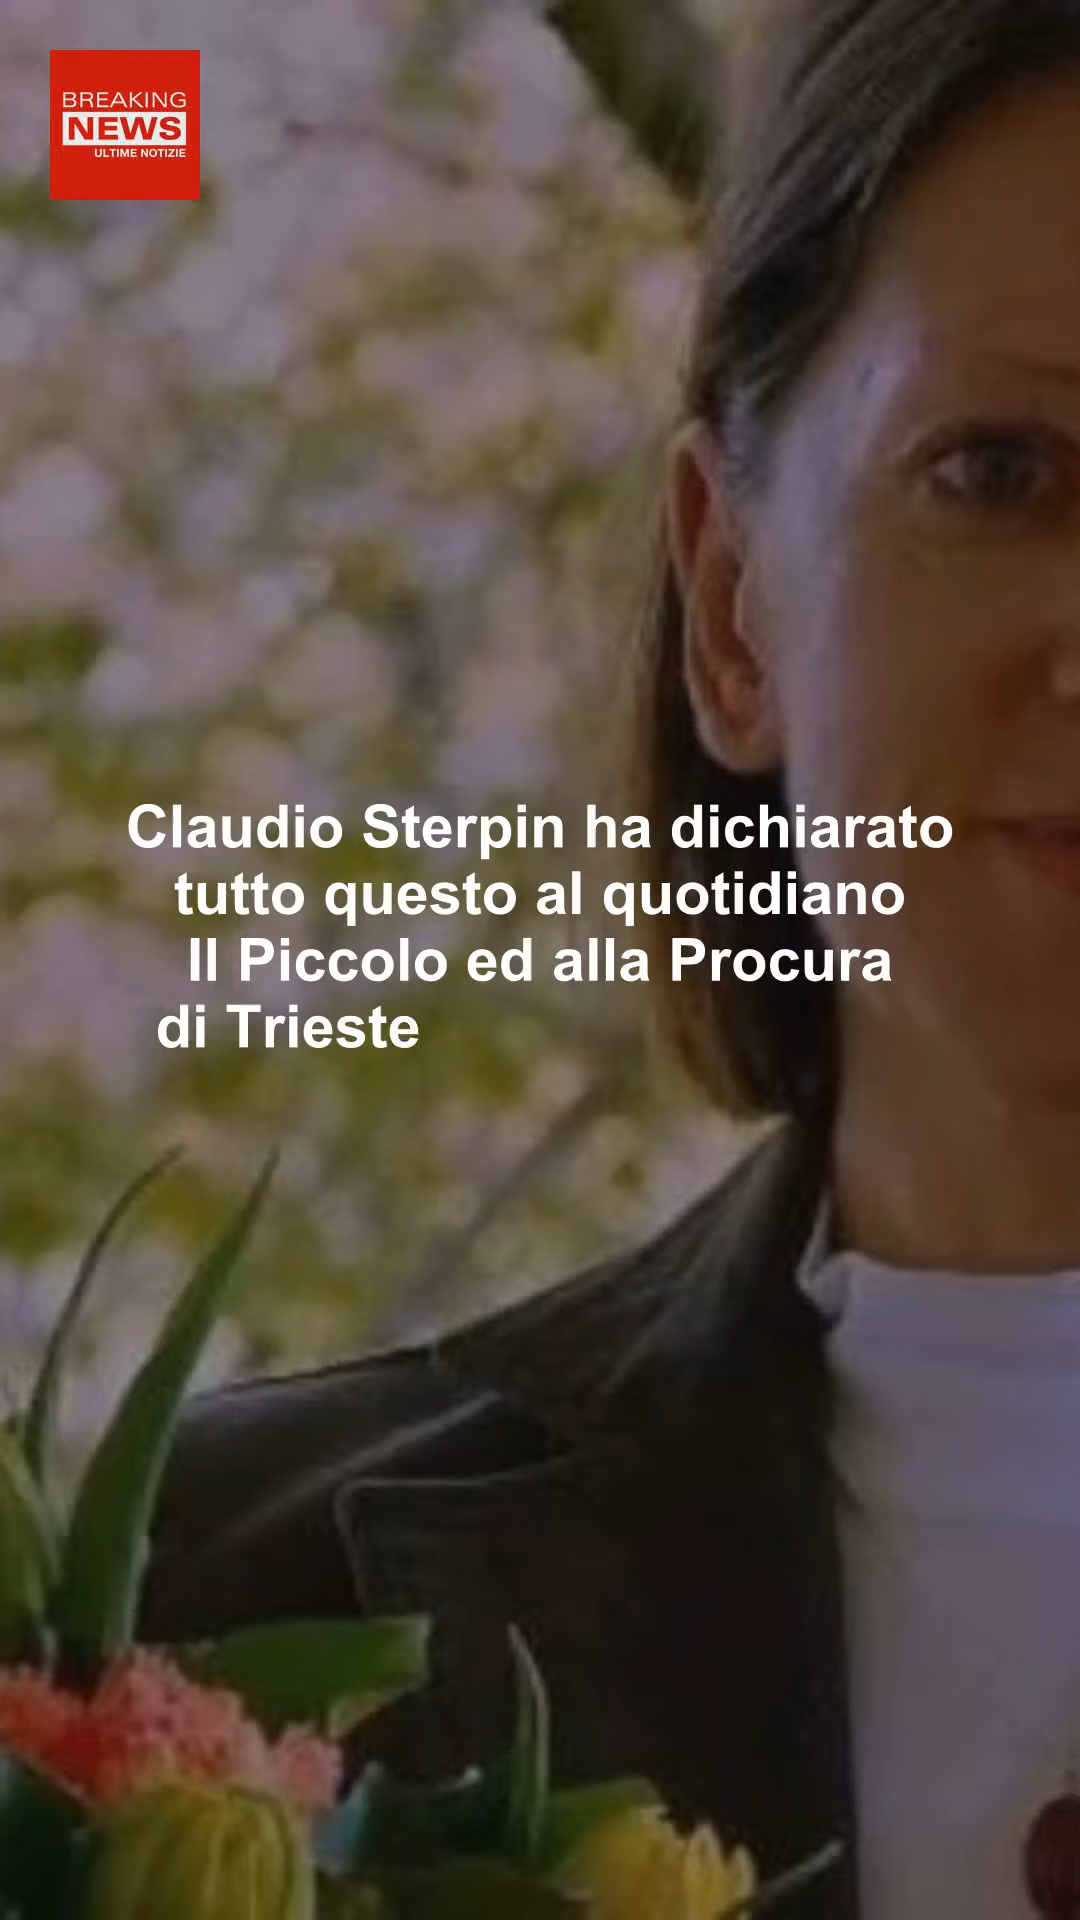 BREAKING
NEWS
ULTIME NOTIZIE
Claudio Sterpin ha dichiarato
tutto questo al quotidiano
Il Piccolo ed alla Procura
di Trieste